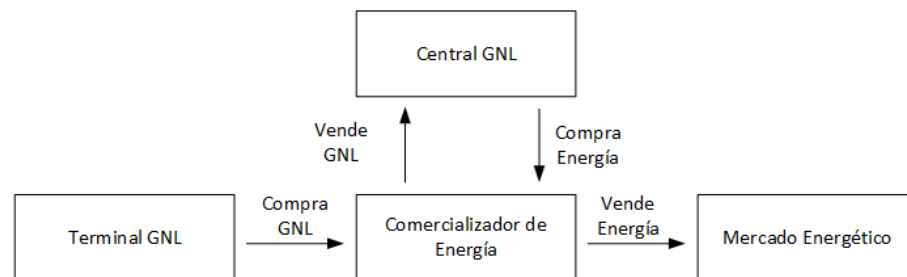 Central GNL
Vende
GNL
Compra
Energía
Terminal GNL
Compra
GNL
Comercializador de
Energía
Vende
Energía
Mercado Energético